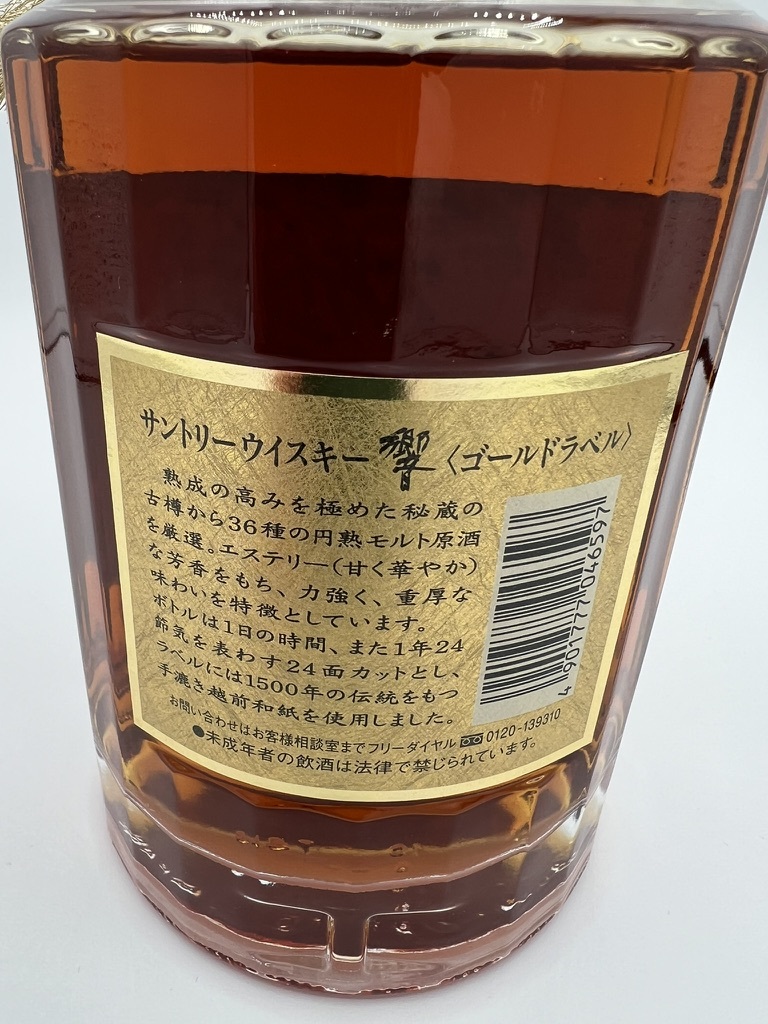 サントリーウイスキー 響〈ゴールドラベル〉
熟成の高みを極めた秘蔵の
古樽から36種の円熟モルト原酒
を厳選。エステリー(甘く華やか)
な芳香をもち、力強く、重厚な
味わいを特徴としています。
ボトルは1日の時間、また1年24
節気を表わす24面カットとし、
ラベルには1500年の伝統をもつ
手漉き越前和紙を使用しました。
お問い合わせはお客様相談室までフリーダイヤル 0120-139310
●未成年者の飲酒は法律で禁じられています。
4 901777 046597